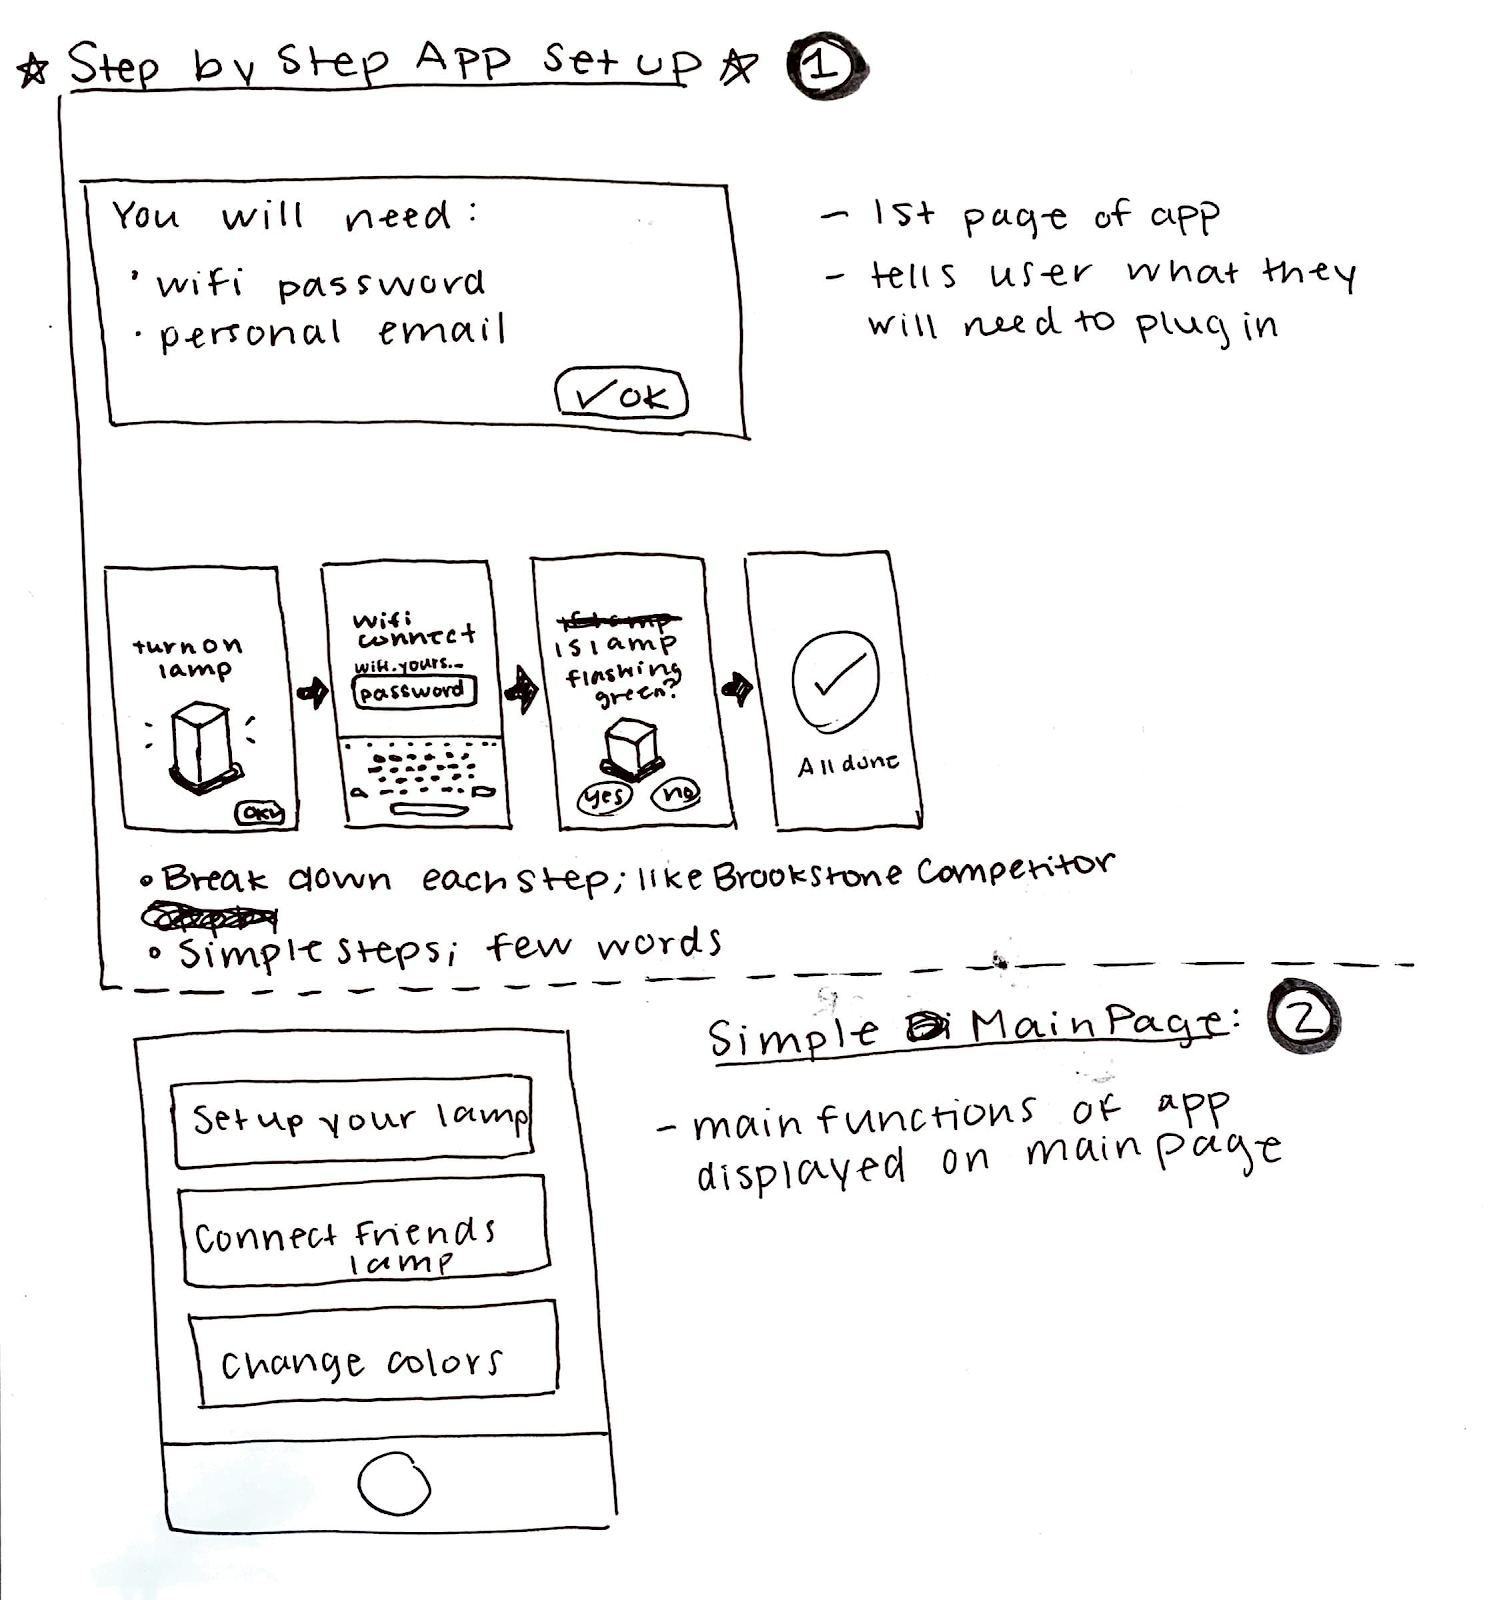 ☆ Step by Step App Set up ☆ 1
You will need:
• wifi password
• personal email
✓ OK
- 1st page of app
- tells user what they
will need to plug in
turn on
lamp
okay
wifi
connect
wifi.yours...
password
Is lamp
flashing
green?
yes no
All done
• Break down each step; like Brookstone Competitor
• Simple steps; few words
Simple Main Page: 2
- main functions of app
displayed on main page
Set up your lamp
Connect Friends
lamp
Change colors